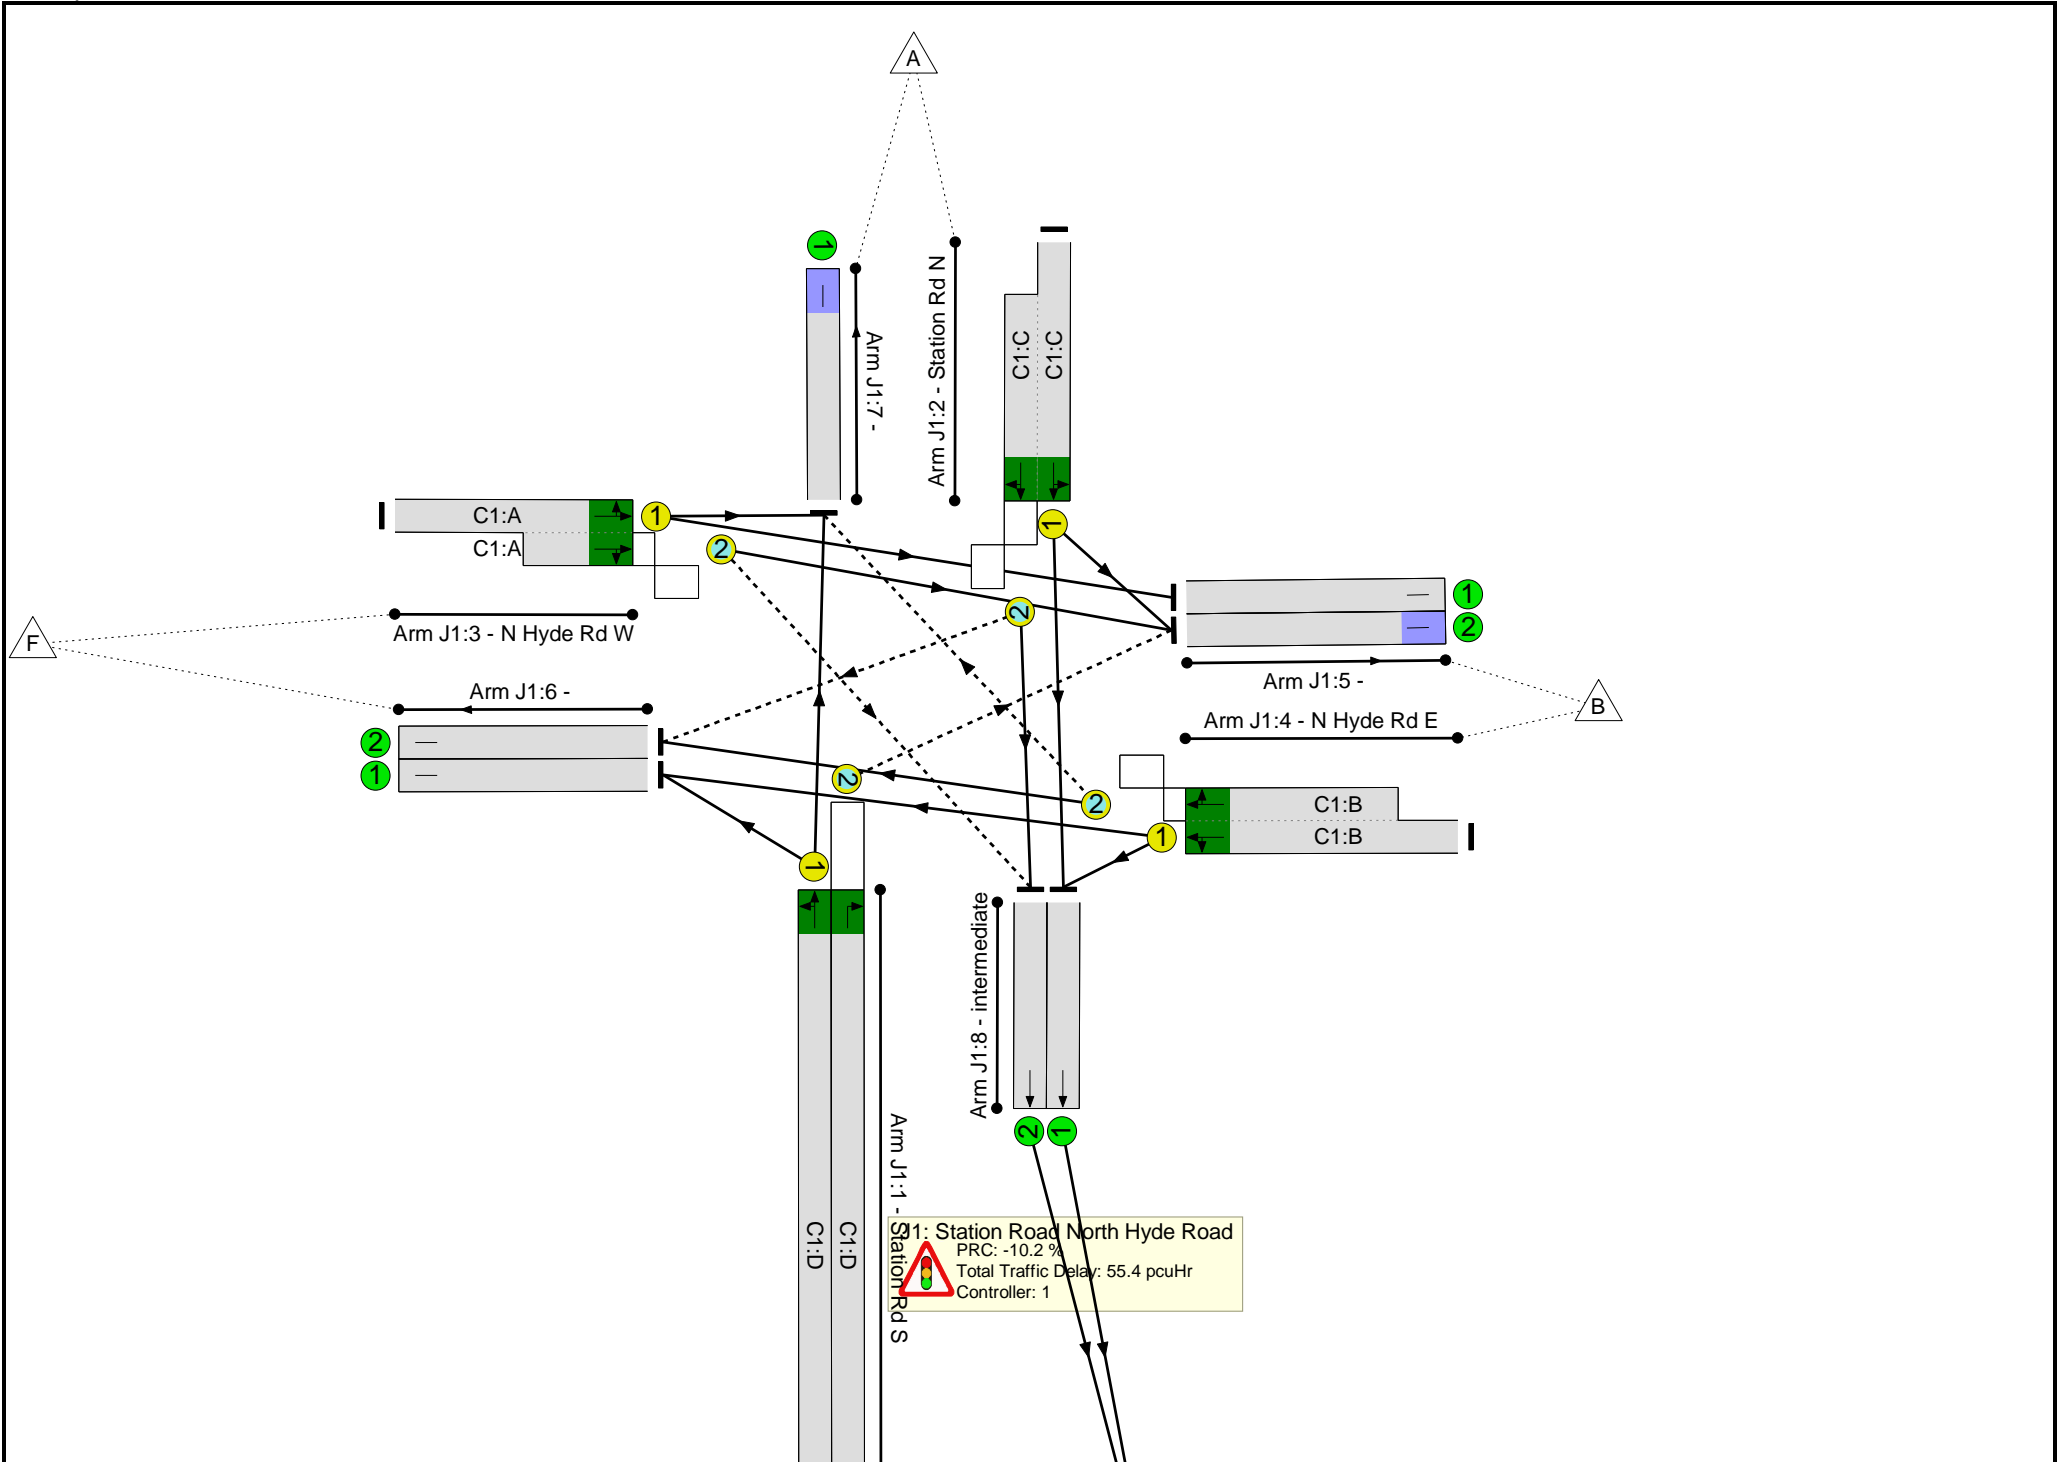 A
1
Arm J1:7 -
Arm J1:2 - Station Rd N
C1:C
C1:C
C1:A
C1:A
1
2
1
2
Arm J1:3 - N Hyde Rd W
F
1
2
Arm J1:5 -
B
Arm J1:4 - N Hyde Rd E
Arm J1:6 -
2
1
2
2
1
C1:B
C1:B
1
Arm J1:8 - intermediate
2
1
C1:D
C1:D
Arm J1:1 - Station Rd S
J1: Station Road North Hyde Road
PRC: -10.2 %
Total Traffic Delay: 55.4 pcuHr
Controller: 1